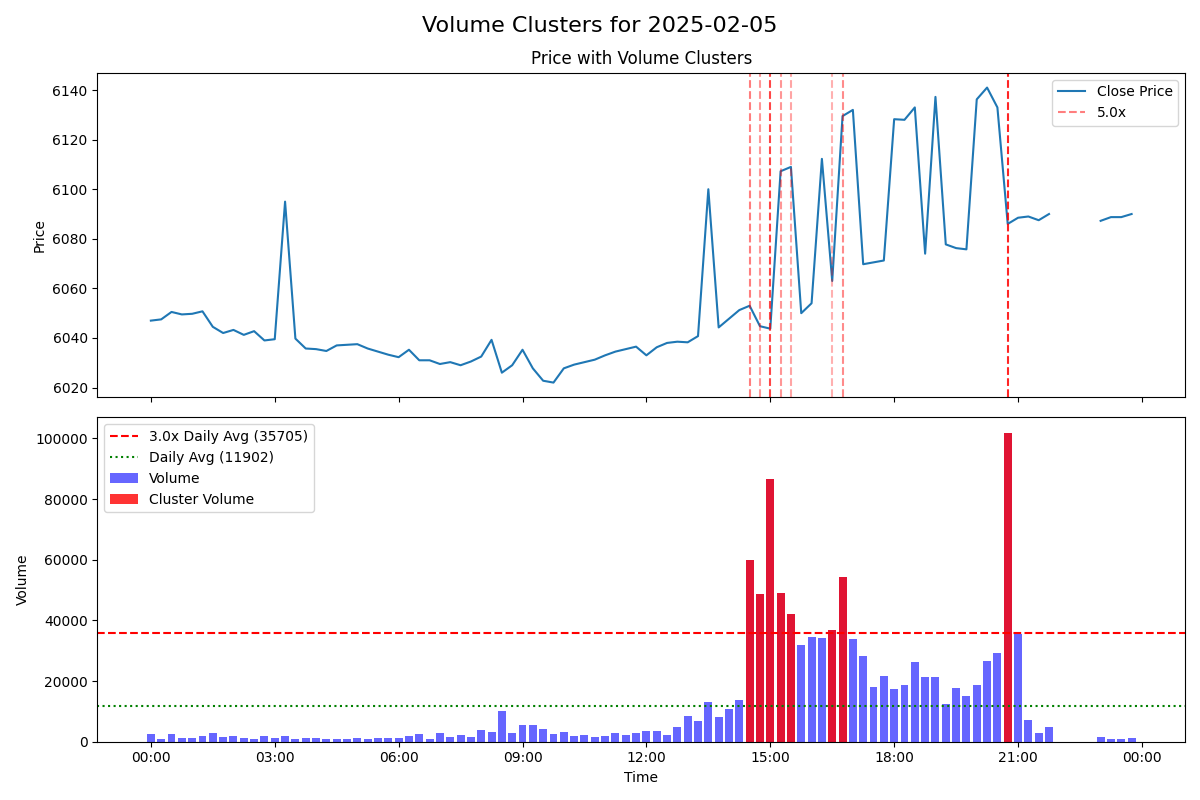 Volume Clusters for 2025-02-05
Price with Volume Clusters
Price
6140
6120
6100
6080
6060
6040
6020
Close Price
5.0x
Volume
100000
80000
60000
40000
20000
0
3.0x Daily Avg (35705)
Daily Avg (11902)
Volume
Cluster Volume
00:00 03:00 06:00 09:00 12:00 15:00 18:00 21:00 00:00
Time